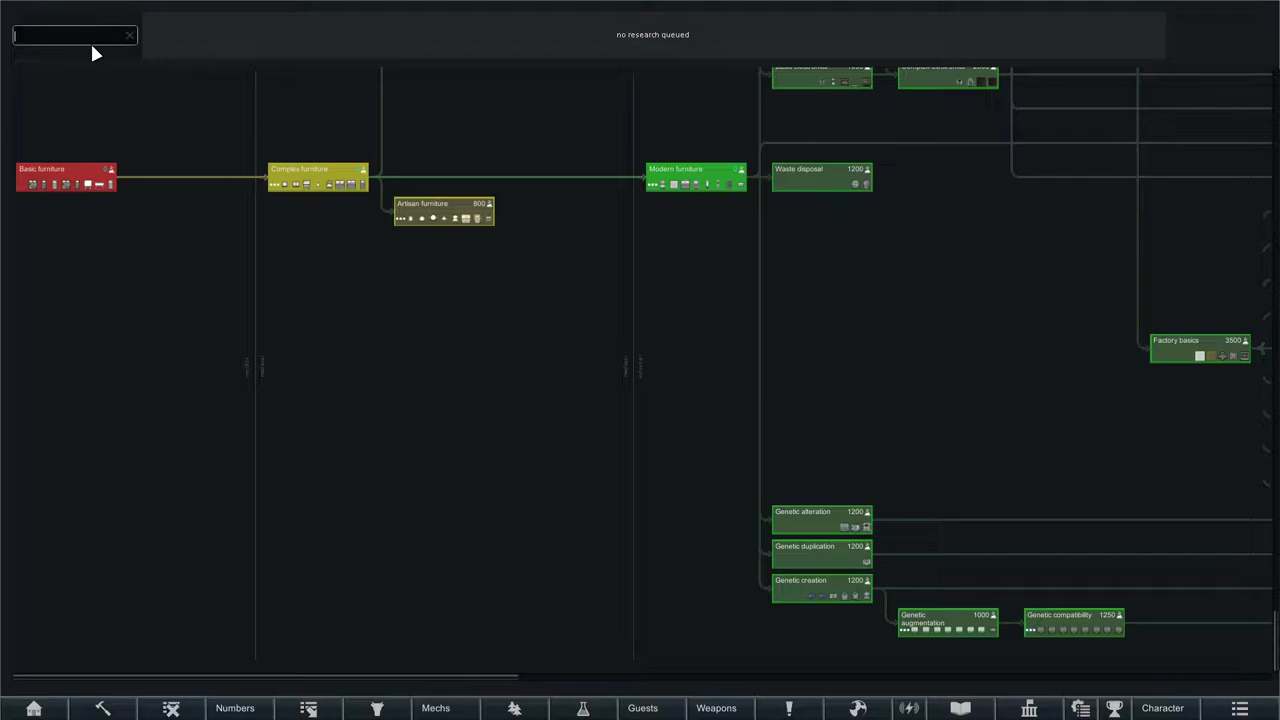 no research queued
Basic furniture 0
Complex furniture
Modern furniture 0
Waste disposal 1200
Artisan furniture 800
Factory basics 3500
Genetic alteration 1200
Genetic duplication 1200
Genetic creation 1200
Genetic augmentation 1000
Genetic compatibility 1250
Numbers
Mechs
Guests
Weapons
Character